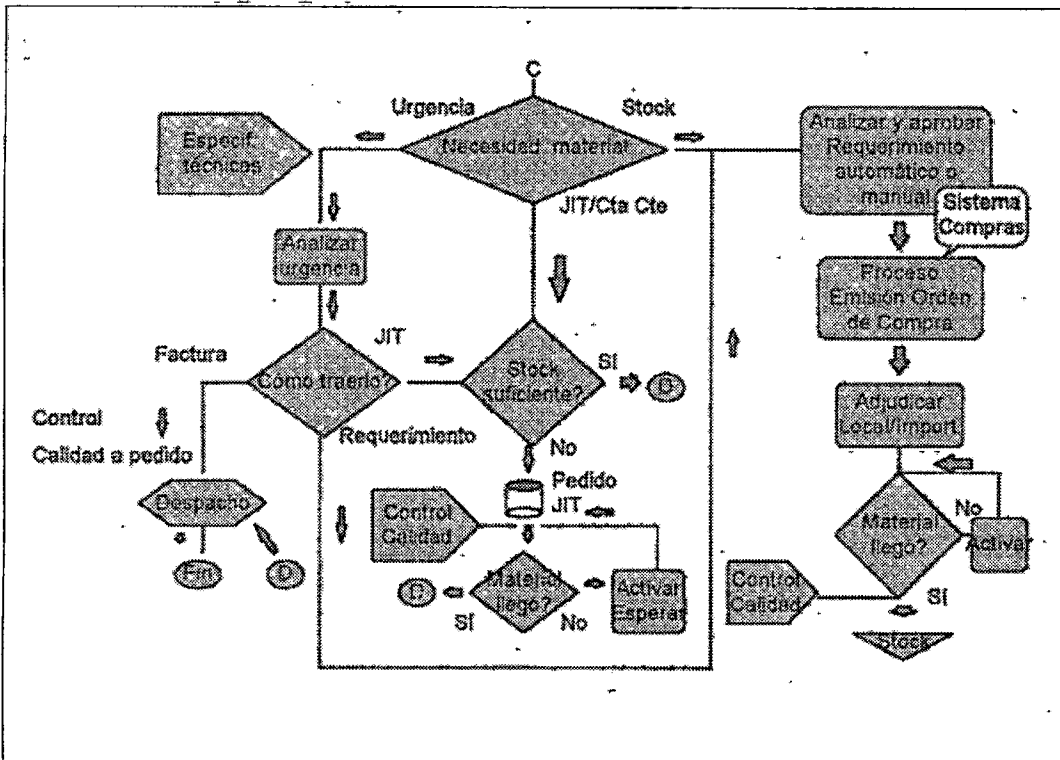 C
Urgencia
Stock
Especif.
técnicas
Necesidad material
Analizar y aprobar
Requerimiento
automático o
manual
Sistema
Compras
JIT/Cta Cte
Analizar
urgencia
Proceso
Emisión Orden
de Compra
Factura
JIT
Cómo traerlo?
Stock
suficiente?
SÍ
D
Control
Calidad a pedido
Requerimiento
No
Adjudicar
Local/Import.
Despacho
Pedido
JIT
Control
Calidad
Material
llegó?
No
Activar
Fin
D
D
Material
llegó?
Activar
Esperar
SÍ
No
Control
Calidad
SÍ
Stock